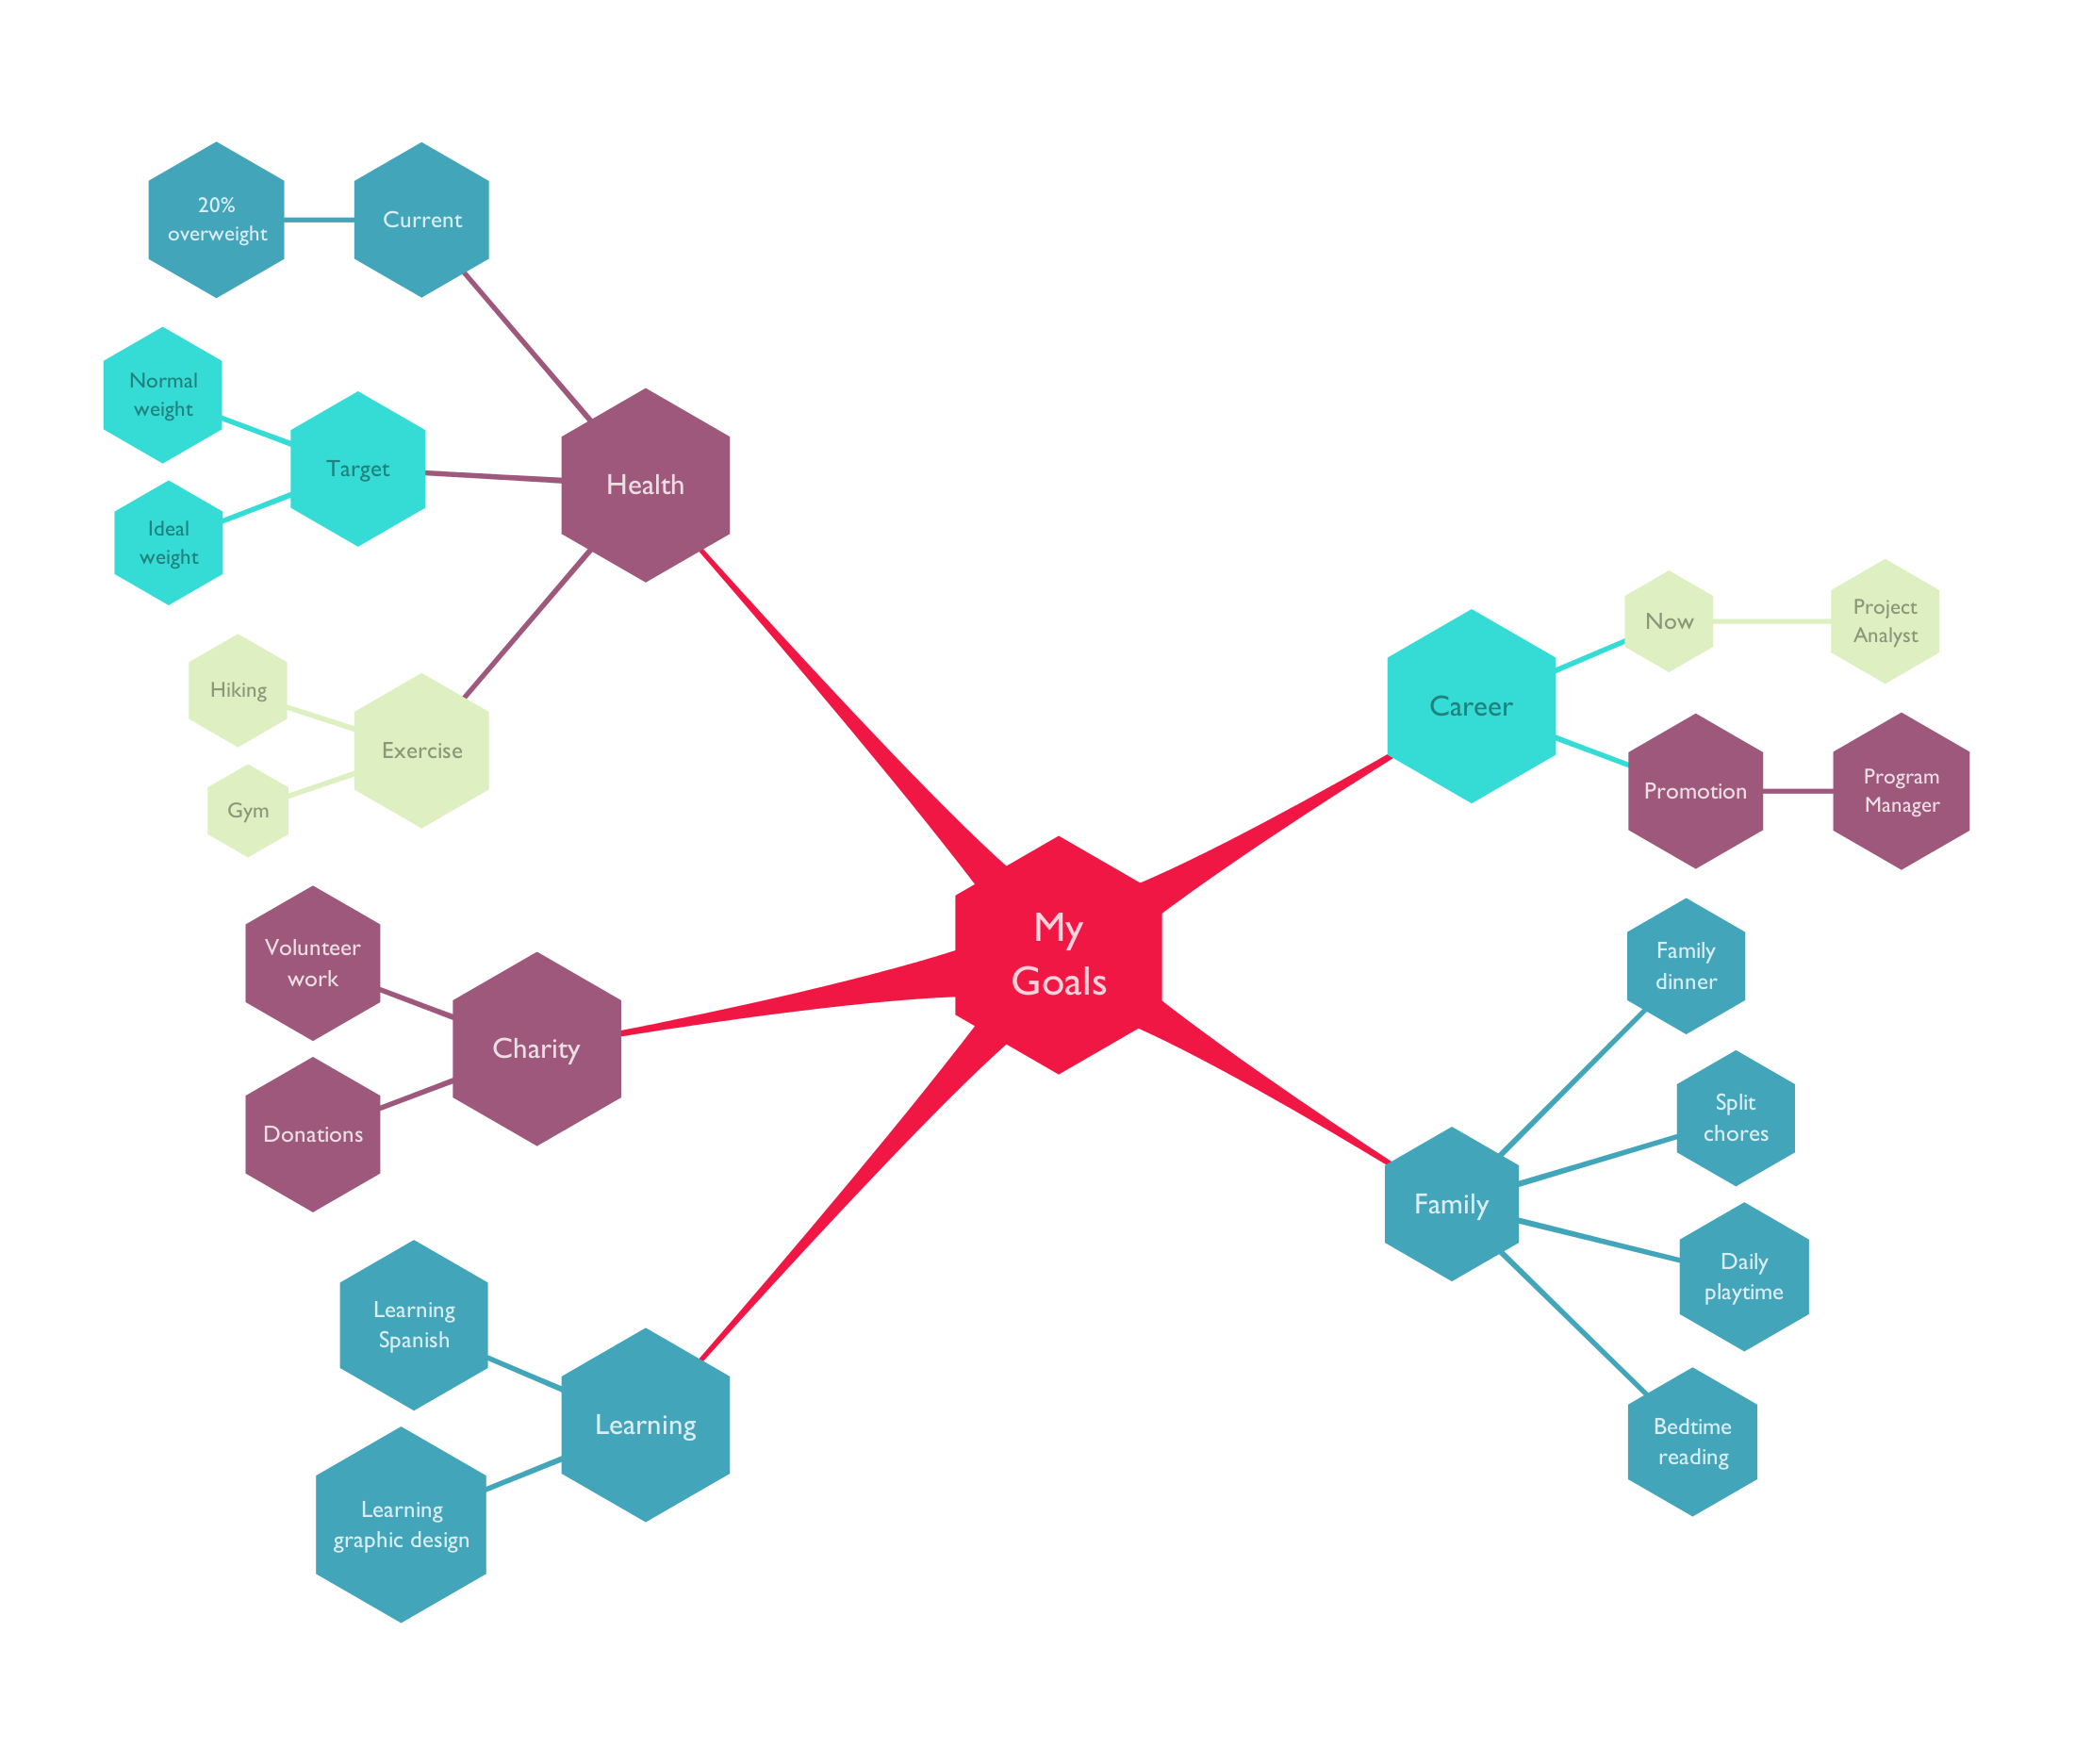 My
Goals
Health
Current
20%
overweight
Target
Normal
weight
Ideal
weight
Exercise
Hiking
Gym
Charity
Volunteer
work
Donations
Learning
Learning
Spanish
Learning
graphic design
Career
Now
Project
Analyst
Promotion
Program
Manager
Family
Family
dinner
Split
chores
Daily
playtime
Bedtime
reading